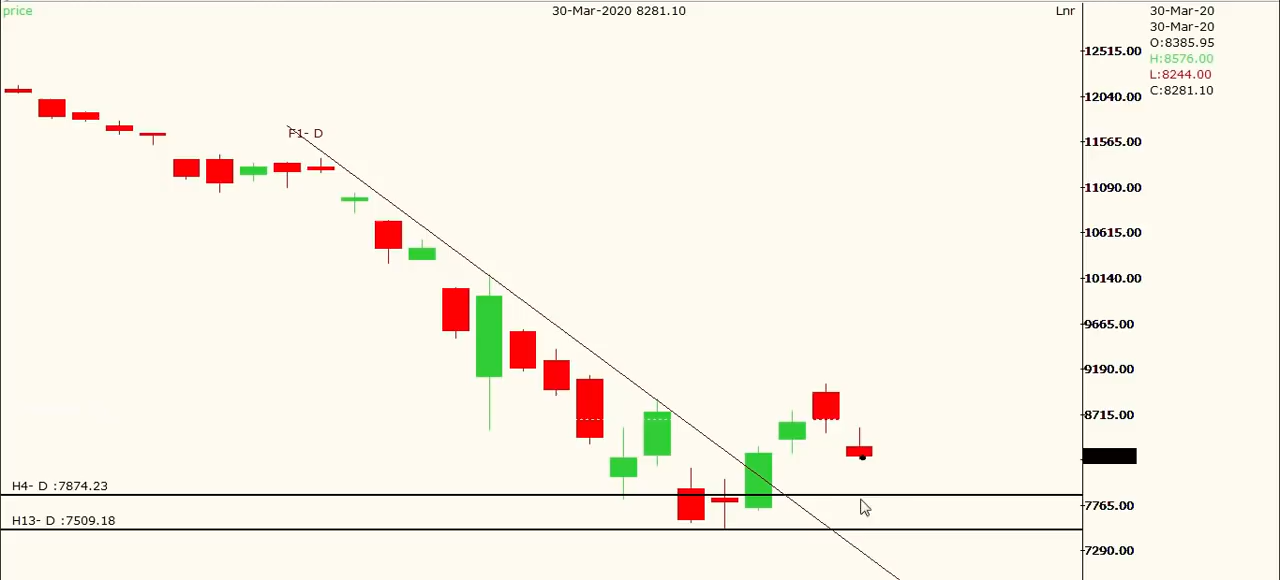 price
30-Mar-2020 8281.10
Lnr
30-Mar-20
30-Mar-20
O:8385.95
H:8576.00
L:8244.00
C:8281.10
12515.00
12040.00
11565.00
F1- D
11090.00
10615.00
10140.00
9665.00
9190.00
8715.00
H4- D :7874.23
7765.00
H13- D :7509.18
7290.00